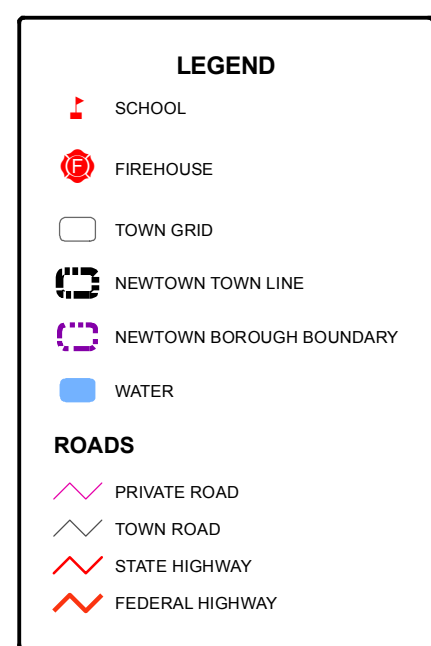 LEGEND
SCHOOL
F
FIREHOUSE
TOWN GRID
NEWTOWN TOWN LINE
NEWTOWN BOROUGH BOUNDARY
WATER
ROADS
PRIVATE ROAD
TOWN ROAD
STATE HIGHWAY
FEDERAL HIGHWAY